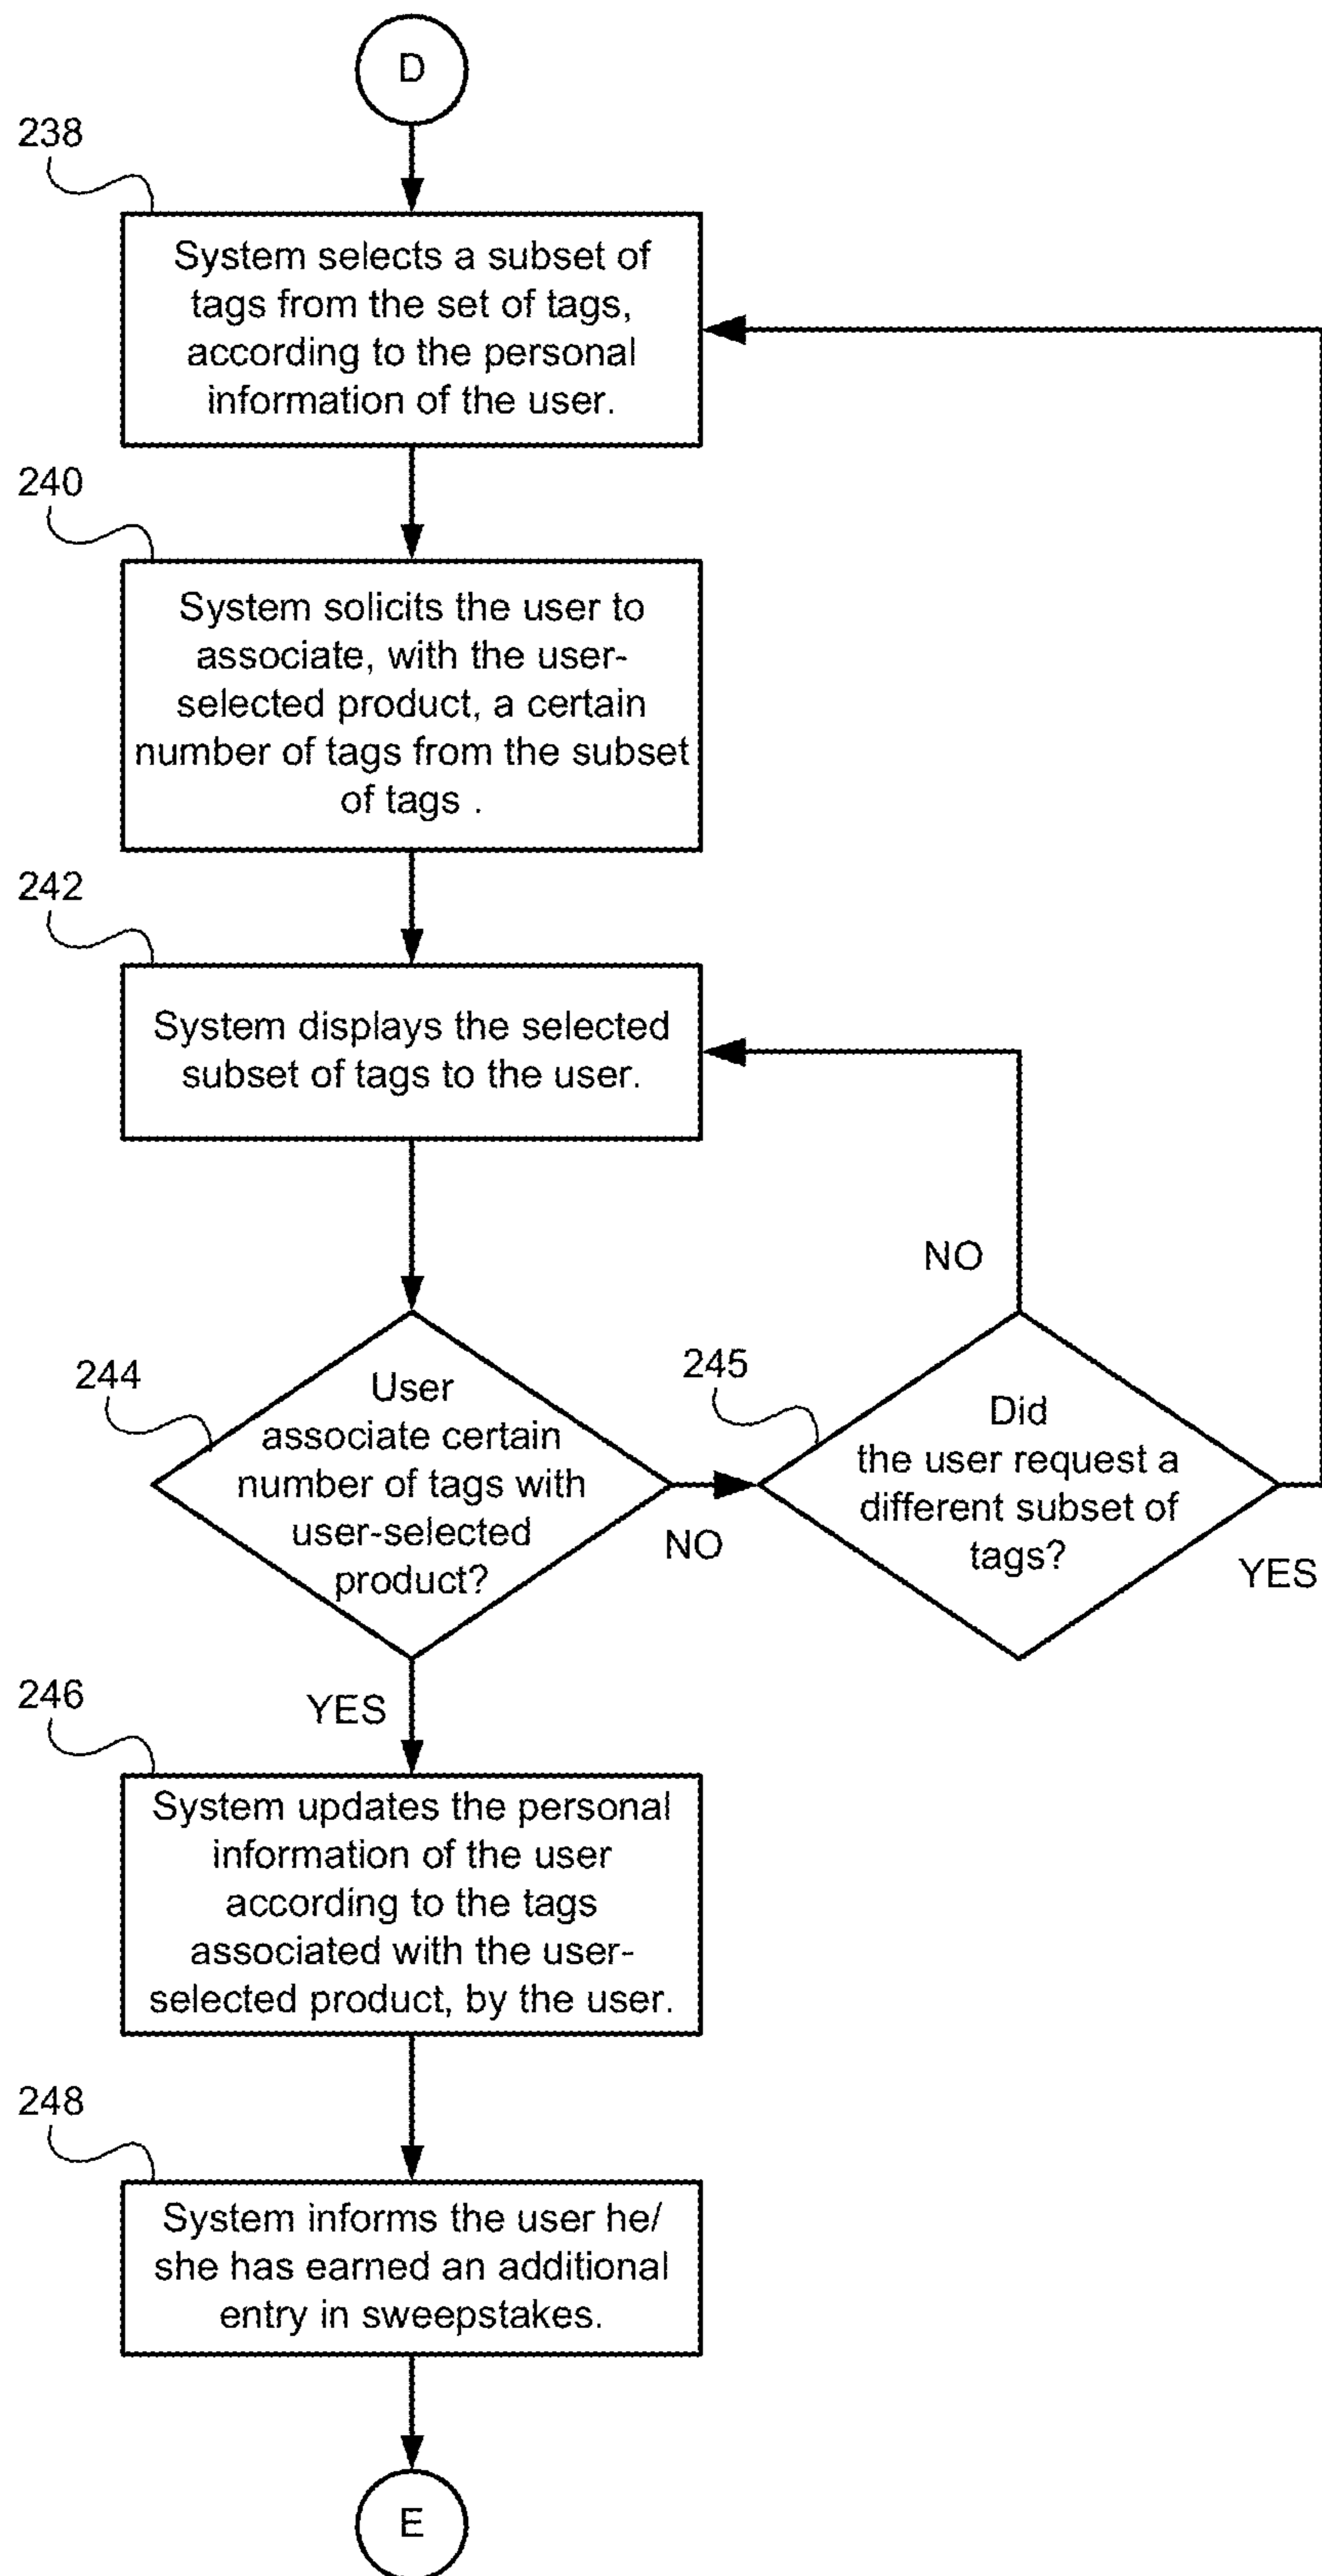 D
238
System selects a subset of
tags from the set of tags,
according to the personal
information of the user.
240
System solicits the user to
associate, with the user-
selected product, a certain
number of tags from the subset
of tags .
242
System displays the selected
subset of tags to the user.
NO
244
User
associate certain
number of tags with
user-selected
product?
NO
245
Did
the user request a
different subset of
tags?
YES
YES
246
System updates the personal
information of the user
according to the tags
associated with the user-
selected product, by the user.
248
System informs the user he/
she has earned an additional
entry in sweepstakes.
E